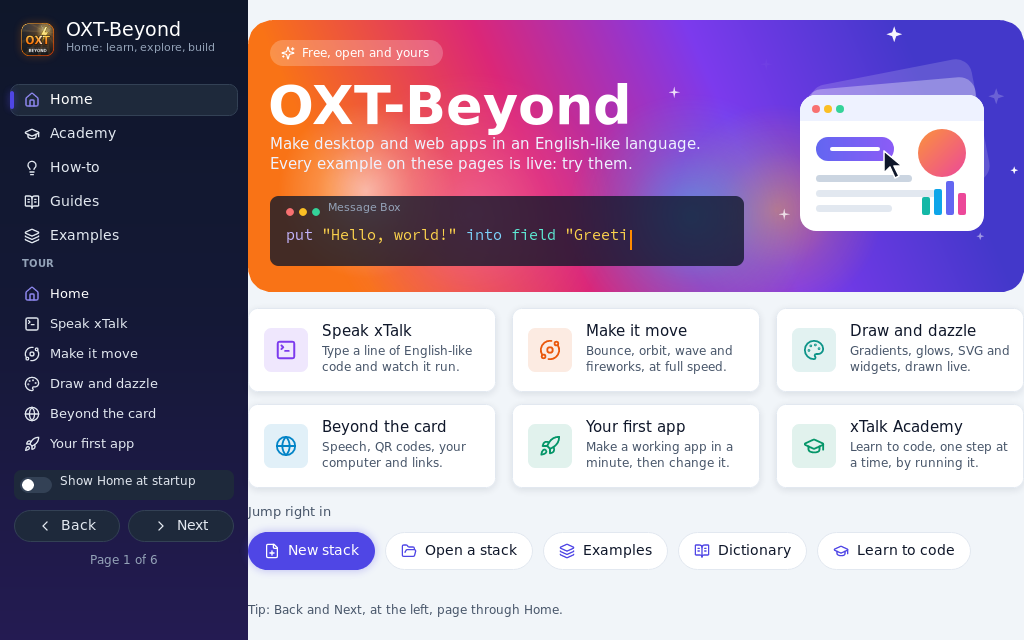 OXT
BEYOND
OXT-Beyond
Home: learn, explore, build
Home
Academy
How-to
Guides
Examples
TOUR
Home
Speak xTalk
Make it move
Draw and dazzle
Beyond the card
Your first app
Show Home at startup
Back
Next
Page 1 of 6
Free, open and yours
OXT-Beyond
Make desktop and web apps in an English-like language.
Every example on these pages is live: try them.
Message Box
put "Hello, world!" into field "Greeti
Speak xTalk
Type a line of English-like
code and watch it run.
Make it move
Bounce, orbit, wave and
fireworks, at full speed.
Draw and dazzle
Gradients, glows, SVG and
widgets, drawn live.
Beyond the card
Speech, QR codes, your
computer and links.
Your first app
Make a working app in a
minute, then change it.
xTalk Academy
Learn to code, one step at
a time, by running it.
Jump right in
New stack
Open a stack
Examples
Dictionary
Learn to code
Tip: Back and Next, at the left, page through Home.